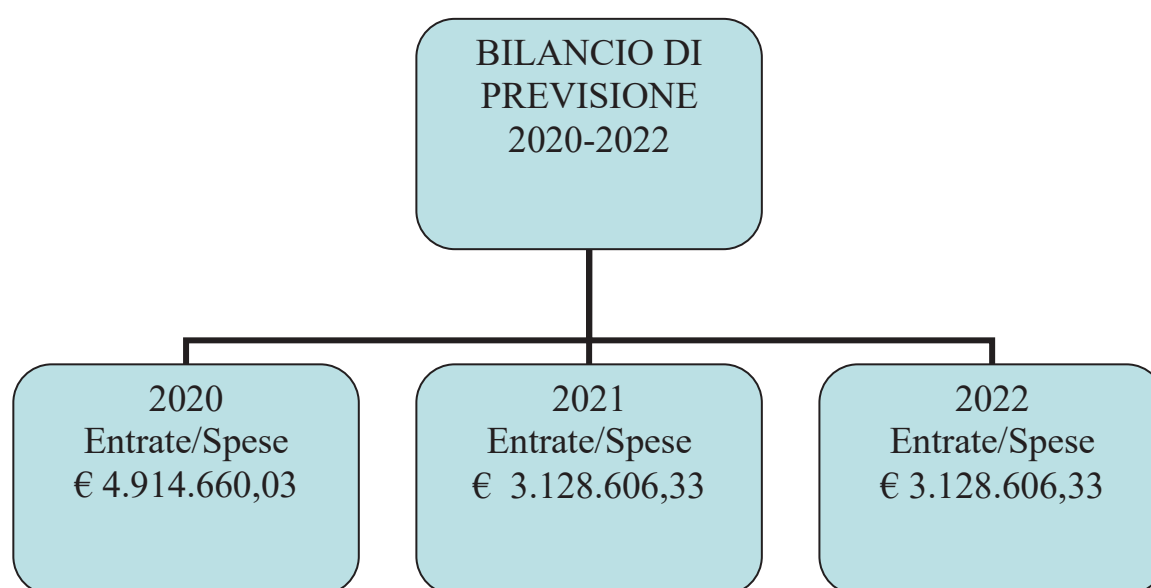 BILANCIO DI
PREVISIONE
2020-2022
2020
Entrate/Spese
€ 4.914.660,03
2021
Entrate/Spese
€ 3.128.606,33
2022
Entrate/Spese
€ 3.128.606,33